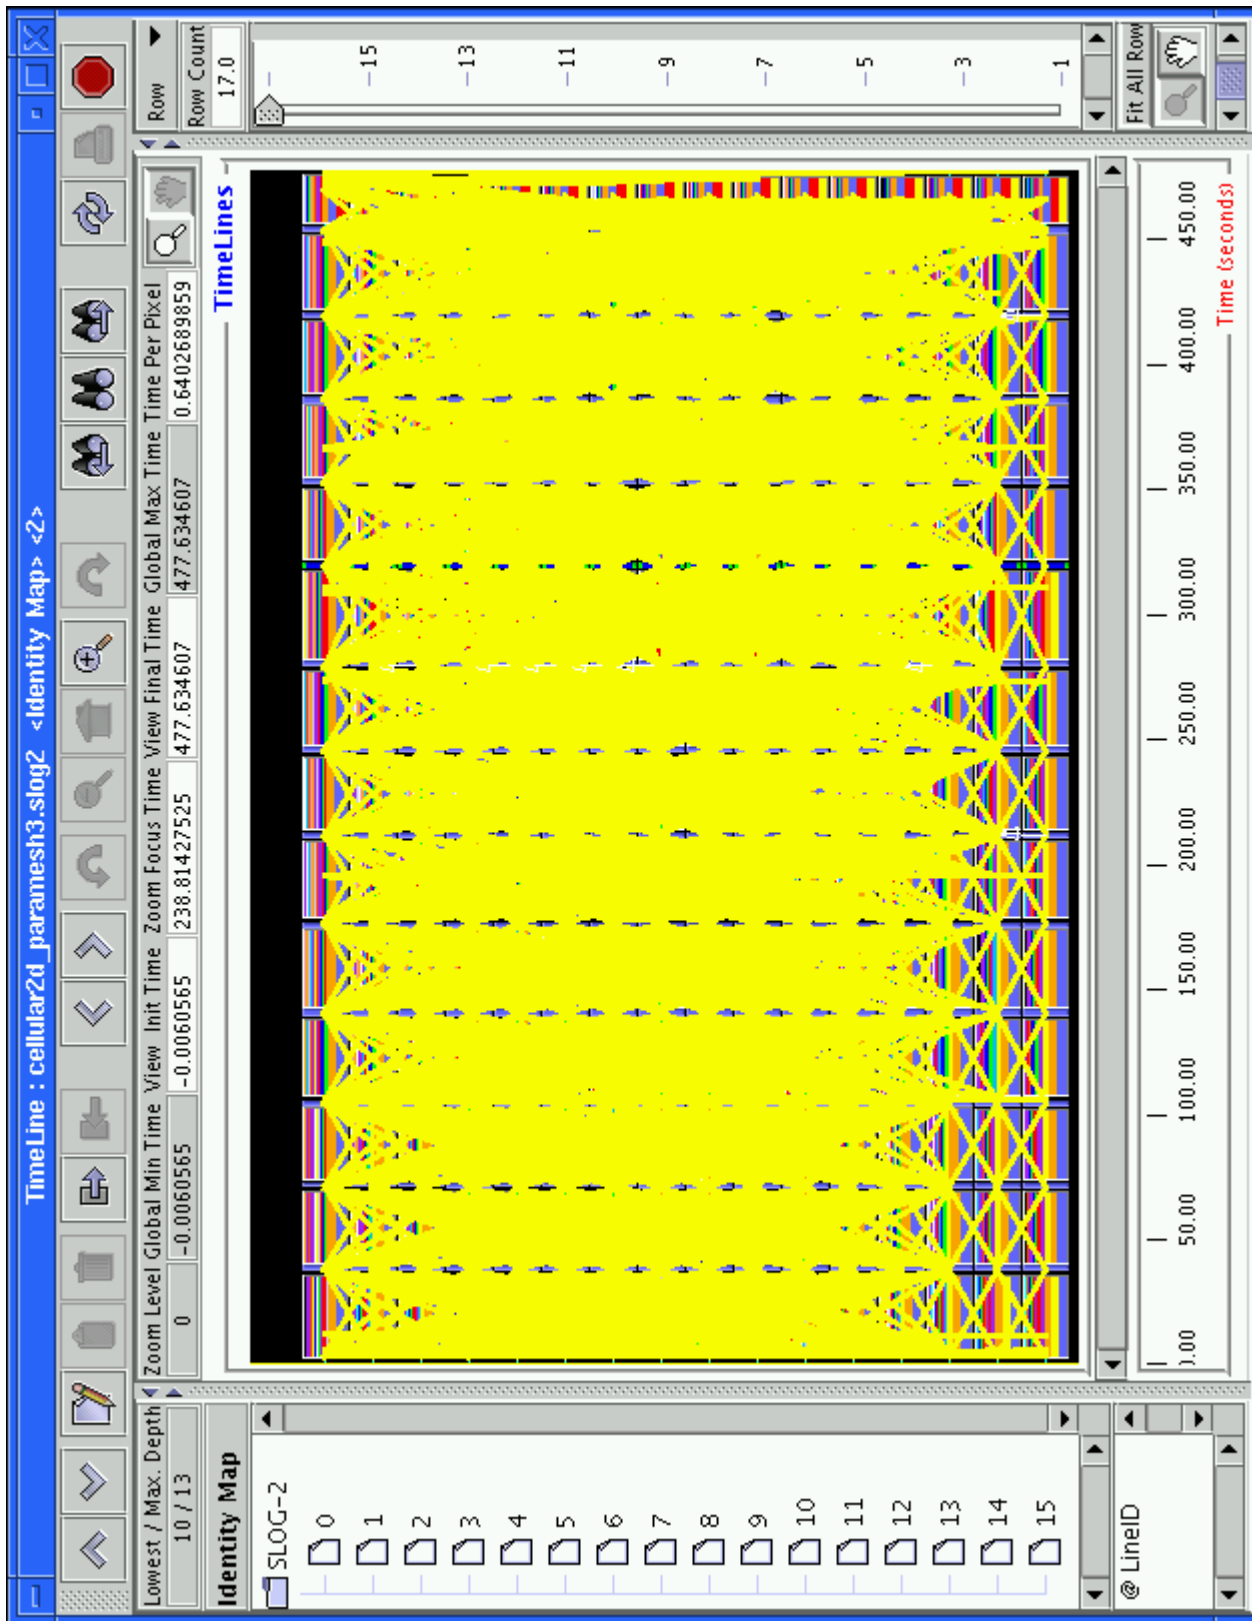 TimeLine : cellular2d_paramesh3.slog2 <Identity Map> <2>
Lowest / Max. Depth
10 / 13
Zoom Level Global Min Time View Init Time Zoom Focus Time View Final Time Global Max Time Time Per Pixel
0 -0.0060565 -0.0060565 238.81427525 477.634607 477.634607 0.6402689859
Row
Row Count
17.0
Identity Map
TimeLines
SLOG-2
0
1
2
3
4
5
6
7
8
9
10
11
12
13
14
15
15
13
11
9
7
5
3
1
Fit All Row
@ LineID
).00 50.00 100.00 150.00 200.00 250.00 300.00 350.00 400.00 450.00
Time (seconds)